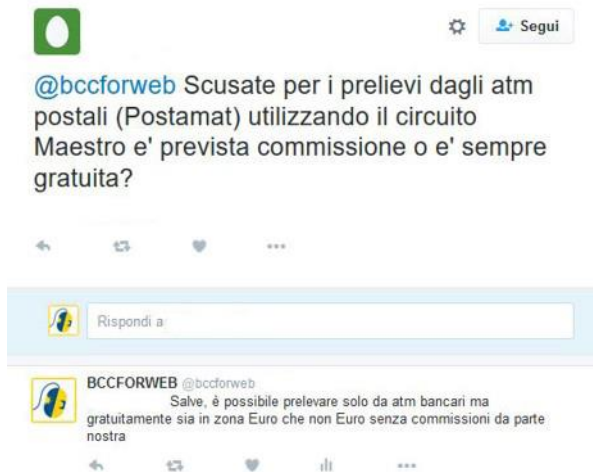 Segui
@bccforweb Scusate per i prelievi dagli atm
postali (Postamat) utilizzando il circuito
Maestro e' prevista commissione o e' sempre
gratuita?
Rispondi a
BCCFORWEB @bccforweb
Salve, è possibile prelevare solo da atm bancari ma
gratuitamente sia in zona Euro che non Euro senza commissioni da parte
nostra